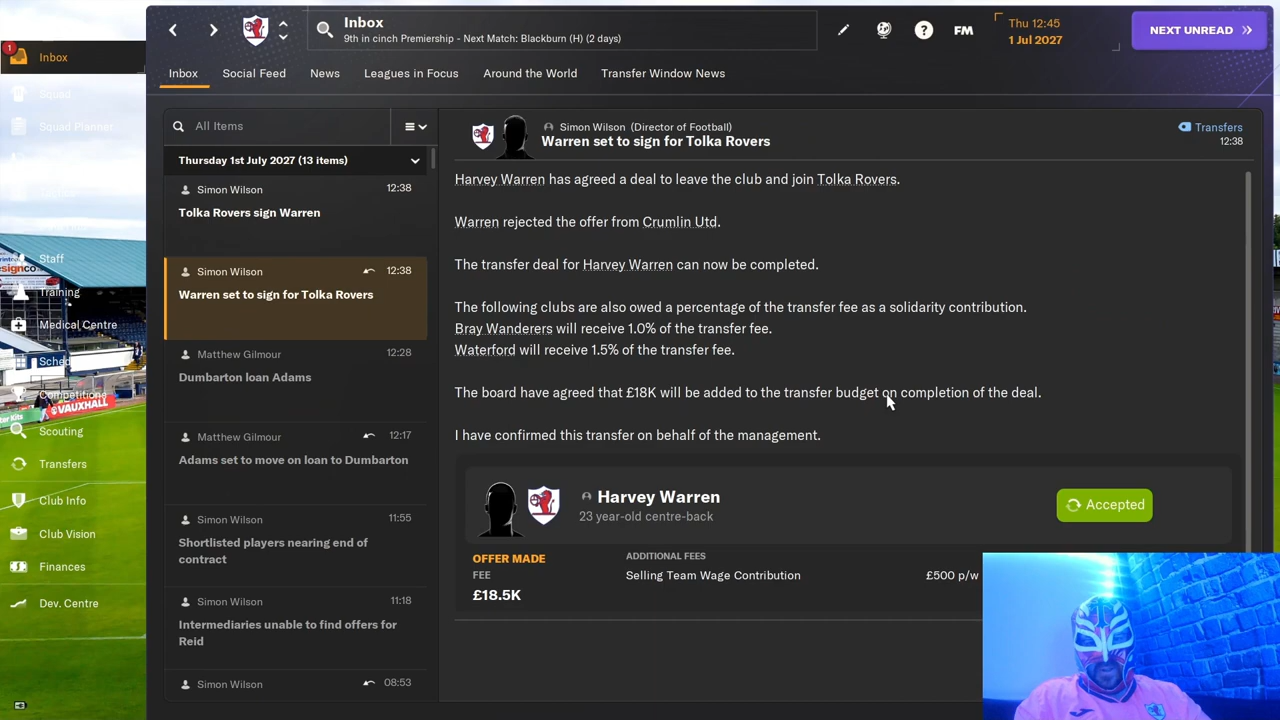 Inbox
9th in cinch Premiership - Next Match: Blackburn (H) (2 days)
?
FM
Thu 12:45
1 Jul 2027
NEXT UNREAD
1
Inbox
Squad
Squad Planner
Staff
Training
Medical Centre
Sched
Competitions
VAUXHALL
Scouting
Transfers
Club Info
Club Vision
Finances
Dev. Centre
Inbox
Social Feed
News
Leagues in Focus
Around the World
Transfer Window News
All Items
Thursday 1st July 2027 (13 items)
Simon Wilson 12:38
Tolka Rovers sign Warren
Simon Wilson 12:38
Warren set to sign for Tolka Rovers
Matthew Gilmour 12:28
Dumbarton loan Adams
Matthew Gilmour 12:17
Adams set to move on loan to Dumbarton
Simon Wilson 11:55
Shortlisted players nearing end of
contract
Simon Wilson 11:18
Intermediaries unable to find offers for
Reid
Simon Wilson 08:53
Simon Wilson (Director of Football)
Warren set to sign for Tolka Rovers
Transfers
12:38
Harvey Warren has agreed a deal to leave the club and join Tolka Rovers.
Warren rejected the offer from Crumlin Utd.
The transfer deal for Harvey Warren can now be completed.
The following clubs are also owed a percentage of the transfer fee as a solidarity contribution.
Bray Wanderers will receive 1.0% of the transfer fee.
Waterford will receive 1.5% of the transfer fee.
The board have agreed that £18K will be added to the transfer budget on completion of the deal.
I have confirmed this transfer on behalf of the management.
Harvey Warren
23 year-old centre-back
Accepted
OFFER MADE
FEE
£18.5K
ADDITIONAL FEES
Selling Team Wage Contribution £500 p/w